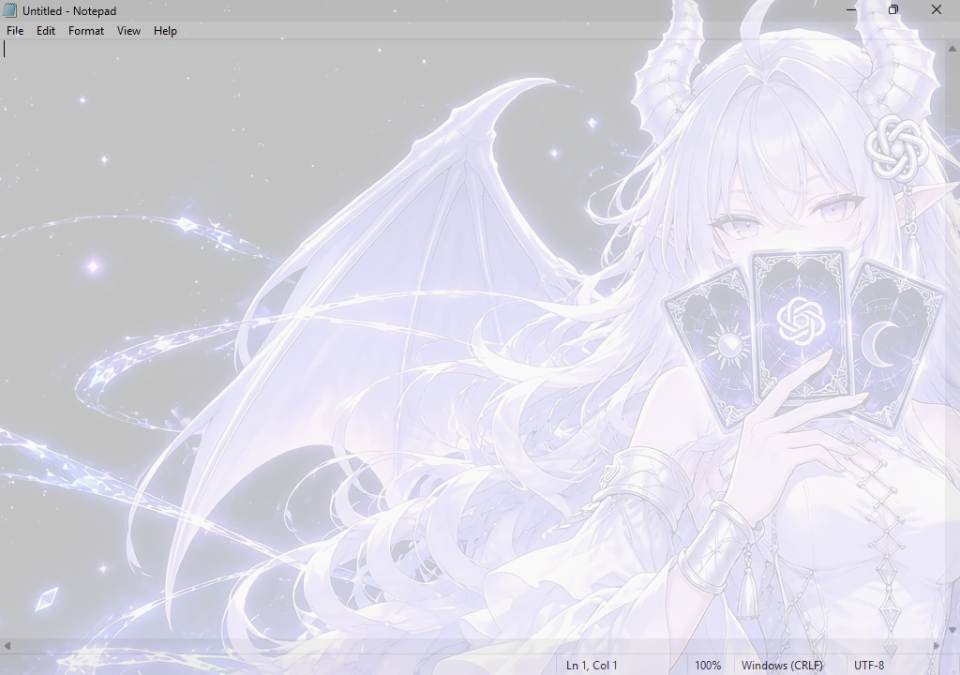 Untitled - Notepad
File Edit Format View Help
Ln 1, Col 1 100% Windows (CRLF) UTF-8